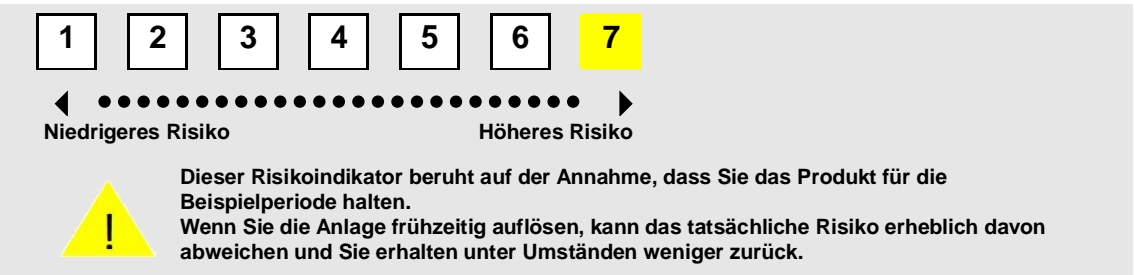 1 2 3 4 5 6 7
Niedrigeres Risiko Höheres Risiko
!
Dieser Risikoindikator beruht auf der Annahme, dass Sie das Produkt für die
Beispielperiode halten.
Wenn Sie die Anlage frühzeitig auflösen, kann das tatsächliche Risiko erheblich davon
abweichen und Sie erhalten unter Umständen weniger zurück.